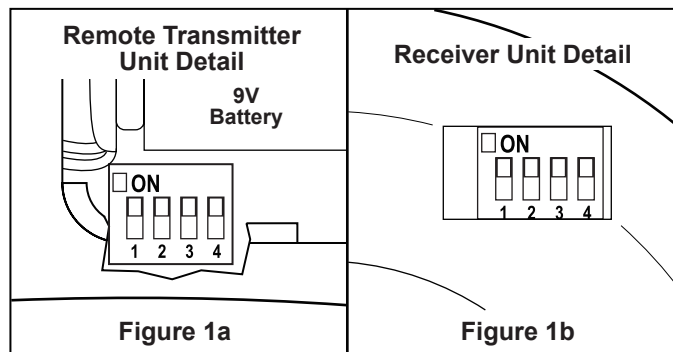 Remote Transmitter
Unit Detail
9V
Battery
ON
1 2 3 4
Figure 1a
Receiver Unit Detail
ON
1 2 3 4
Figure 1b